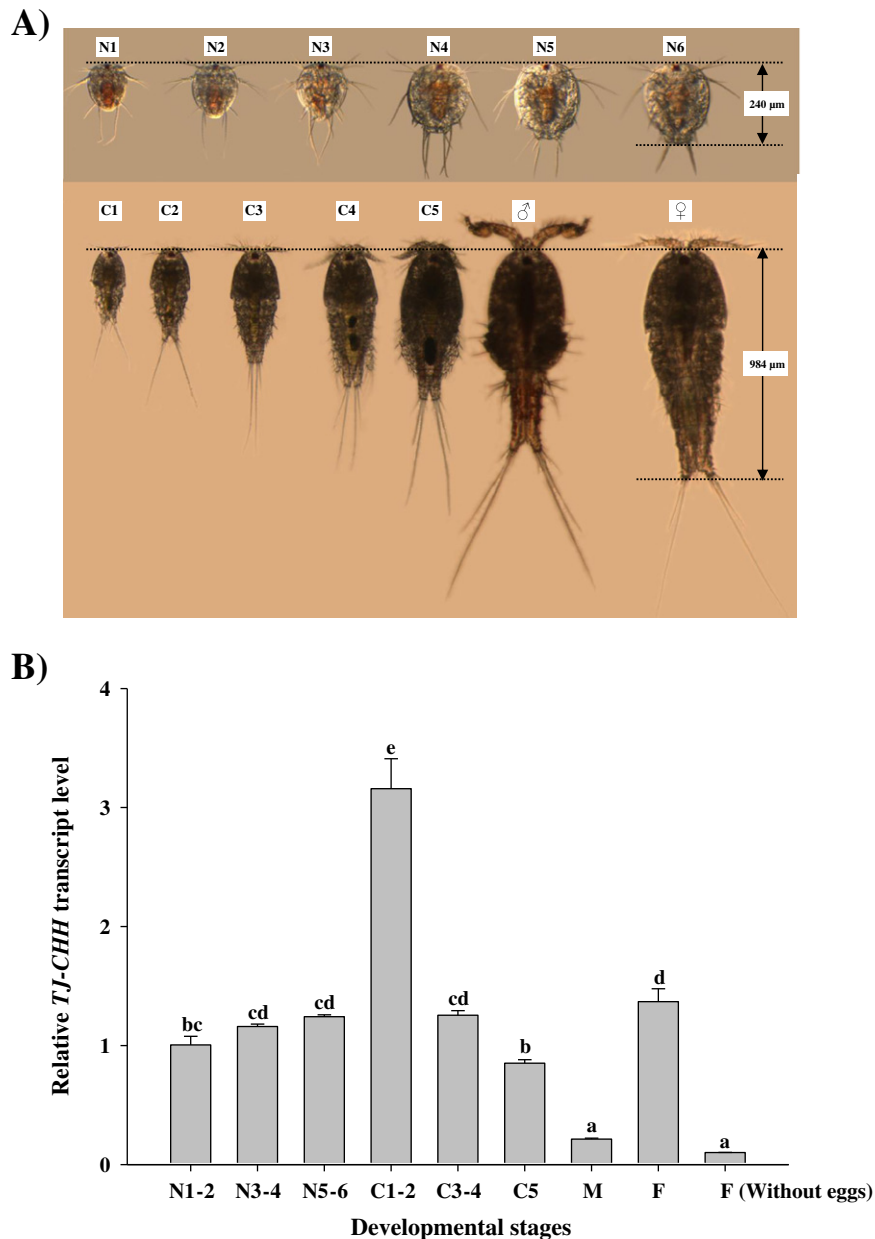 A)
N1 N2 N3 N4 N5 N6
240 µm
C1 C2 C3 C4 C5 ♂ ♀
984 µm
B)
Relative TJ-CHH transcript level
4
3
2
1
0
bc cd cd e cd b a d a
N1-2 N3-4 N5-6 C1-2 C3-4 C5 M F F (Without eggs)
Developmental stages